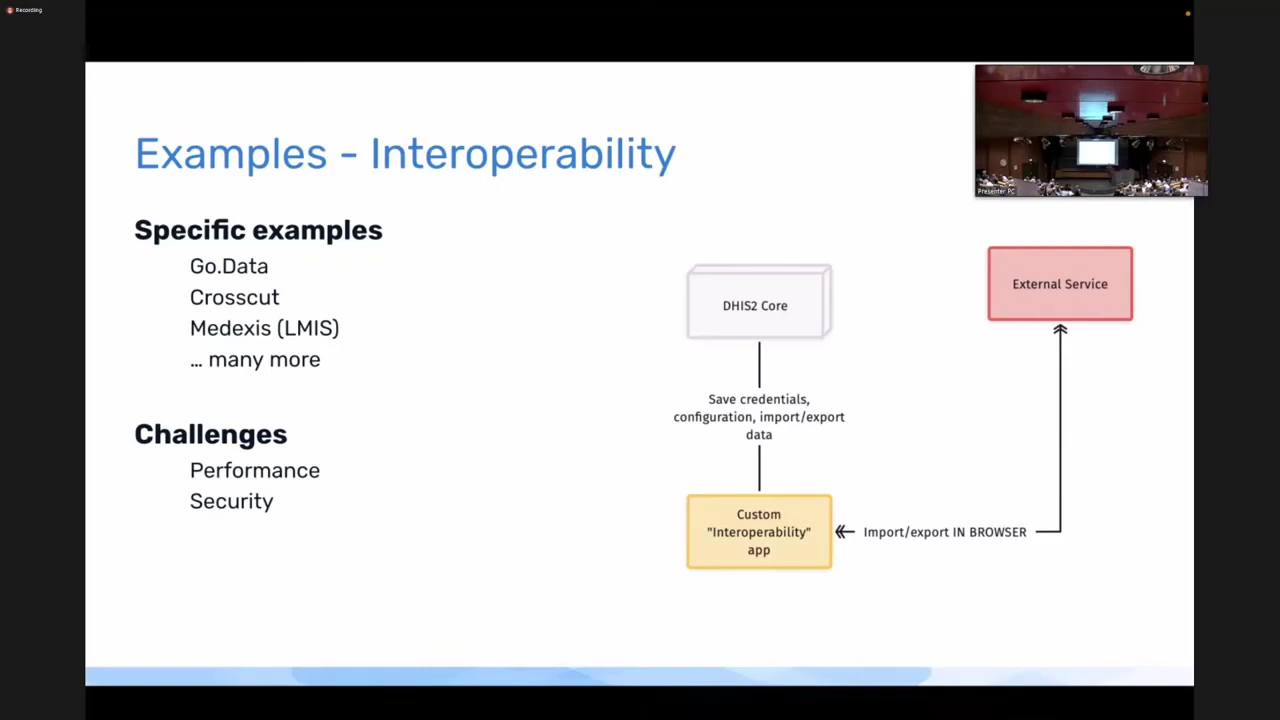 Recording
Examples - Interoperability
Presenter PC
Specific examples
Go.Data
Crosscut
Medexis (LMIS)
… many more
Challenges
Performance
Security
DHIS2 Core
External Service
Save credentials,
configuration, import/export
data
Custom
"Interoperability"
app
Import/export IN BROWSER